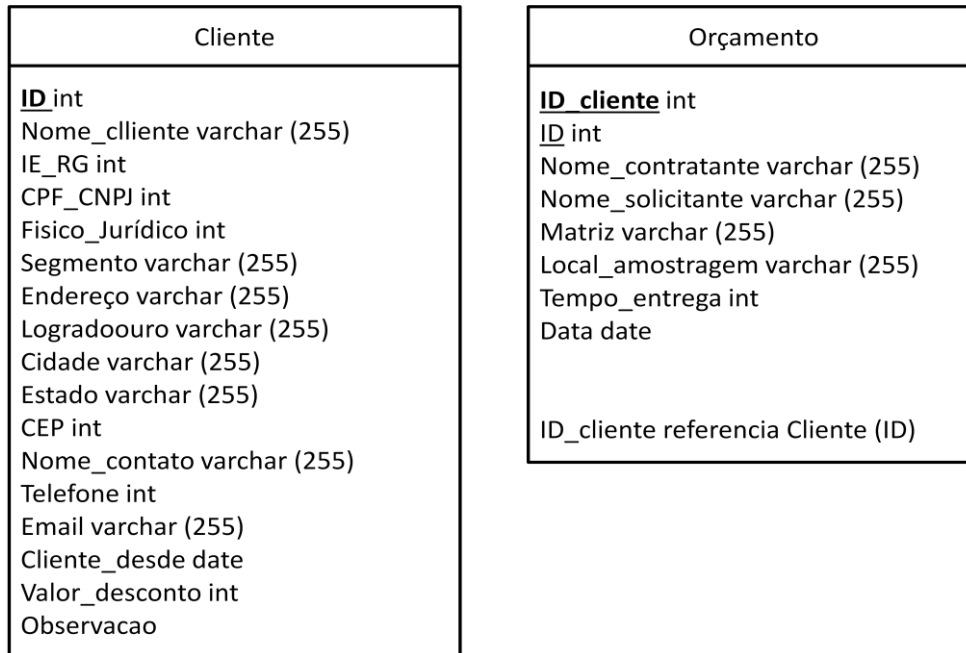 Cliente
ID int
Nome_clliente varchar (255)
IE_RG int
CPF_CNPJ int
Fisico_Jurídico int
Segmento varchar (255)
Endereço varchar (255)
Logradoouro varchar (255)
Cidade varchar (255)
Estado varchar (255)
CEP int
Nome_contato varchar (255)
Telefone int
Email varchar (255)
Cliente_desde date
Valor_desconto int
Observacao
Orçamento
ID_cliente int
ID int
Nome_contratante varchar (255)
Nome_solicitante varchar (255)
Matriz varchar (255)
Local_amostragem varchar (255)
Tempo_entrega int
Data date
ID_cliente referencia Cliente (ID)